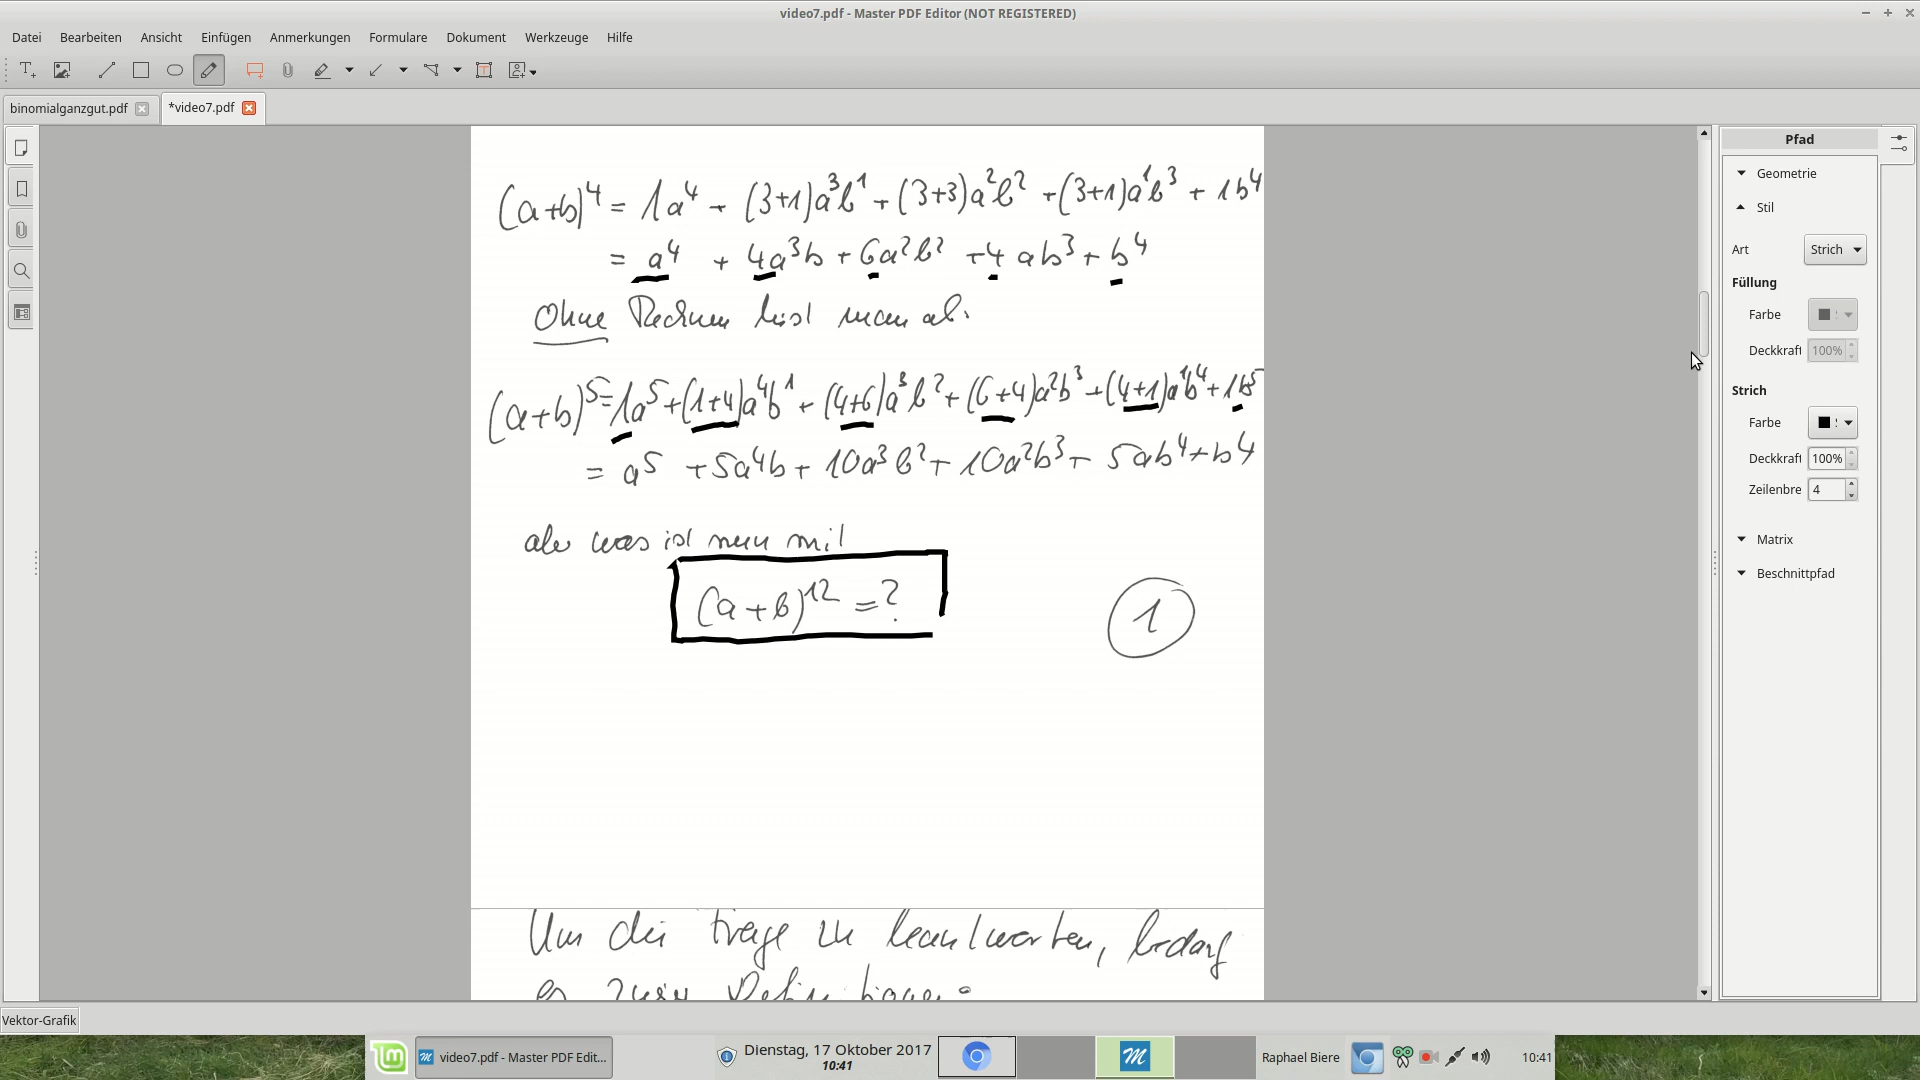 video7.pdf - Master PDF Editor (NOT REGISTERED)
Datei Bearbeiten Ansicht Einfügen Anmerkungen Formulare Dokument Werkzeuge Hilfe
binomialganzgut.pdf *video7.pdf
(a+b)⁴ = 1a⁴ + (3+1)a³b¹ + (3+3)a²b² + (3+1)a¹b³ + 1b⁴
= a⁴ + 4a³b + 6a²b² + 4 ab³ + b⁴
Ohne Rechnen liest man ab:
(a+b)⁵ = 1a⁵ + (1+4)a⁴b¹ + (4+6)a³b² + (6+4)a²b³ + (4+1)a¹b⁴ + 1b⁵
= a⁵ + 5a⁴b + 10a³b² + 10a²b³ + 5ab⁴ + b⁴
aber was ist nun mit
(a+b)¹² = ?
1
Um die Frage zu beantworten, bedarf
es zwei Definitionen:
Pfad
Geometrie
Stil
Art Strich
Füllung
Farbe
Deckkraft 100%
Strich
Farbe
Deckkraft 100%
Zeilenbre 4
Matrix
Beschnittpfad
Vektor-Grafik
video7.pdf - Master PDF Edit...
Dienstag, 17 Oktober 2017
10:41
Raphael Biere
10:41